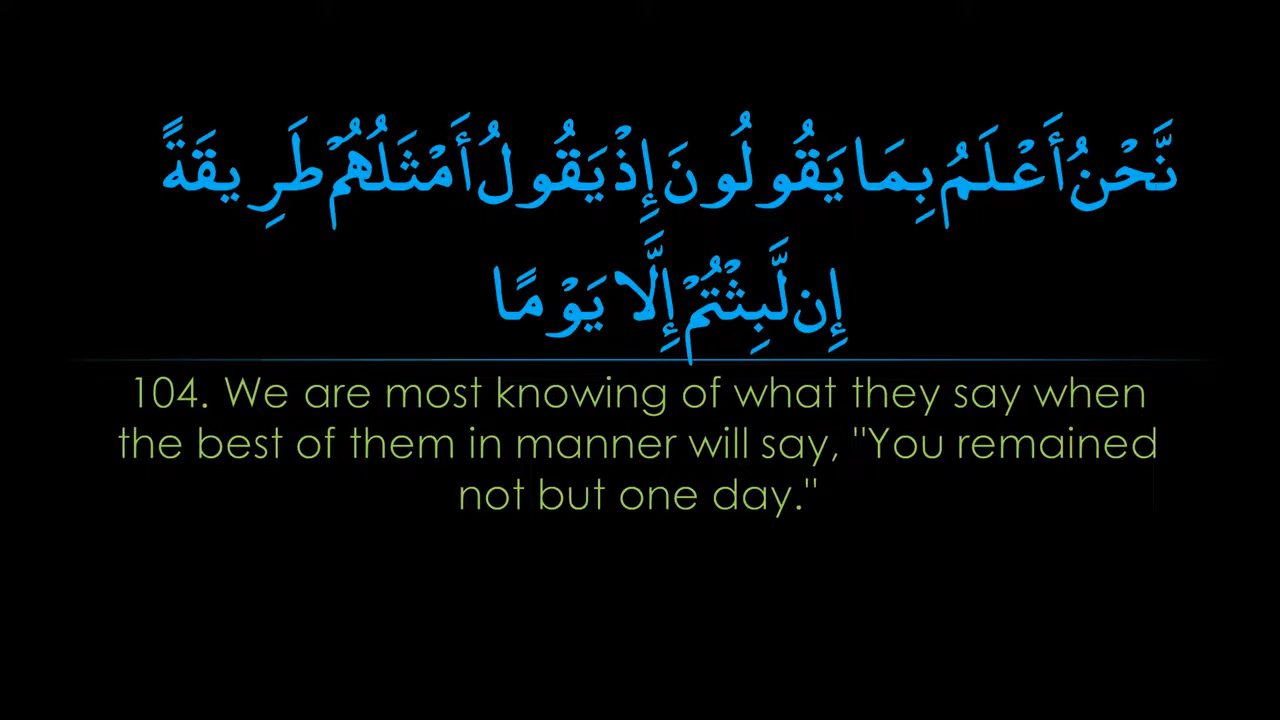 نَّحْنُ أَعْلَمُ بِمَا يَقُولُونَ إِذْ يَقُولُ أَمْثَلُهُمْ طَرِيقَةً
إِن لَّبِثْتُمْ إِلَّا يَوْمًا
104. We are most knowing of what they say when
the best of them in manner will say, "You remained
not but one day."